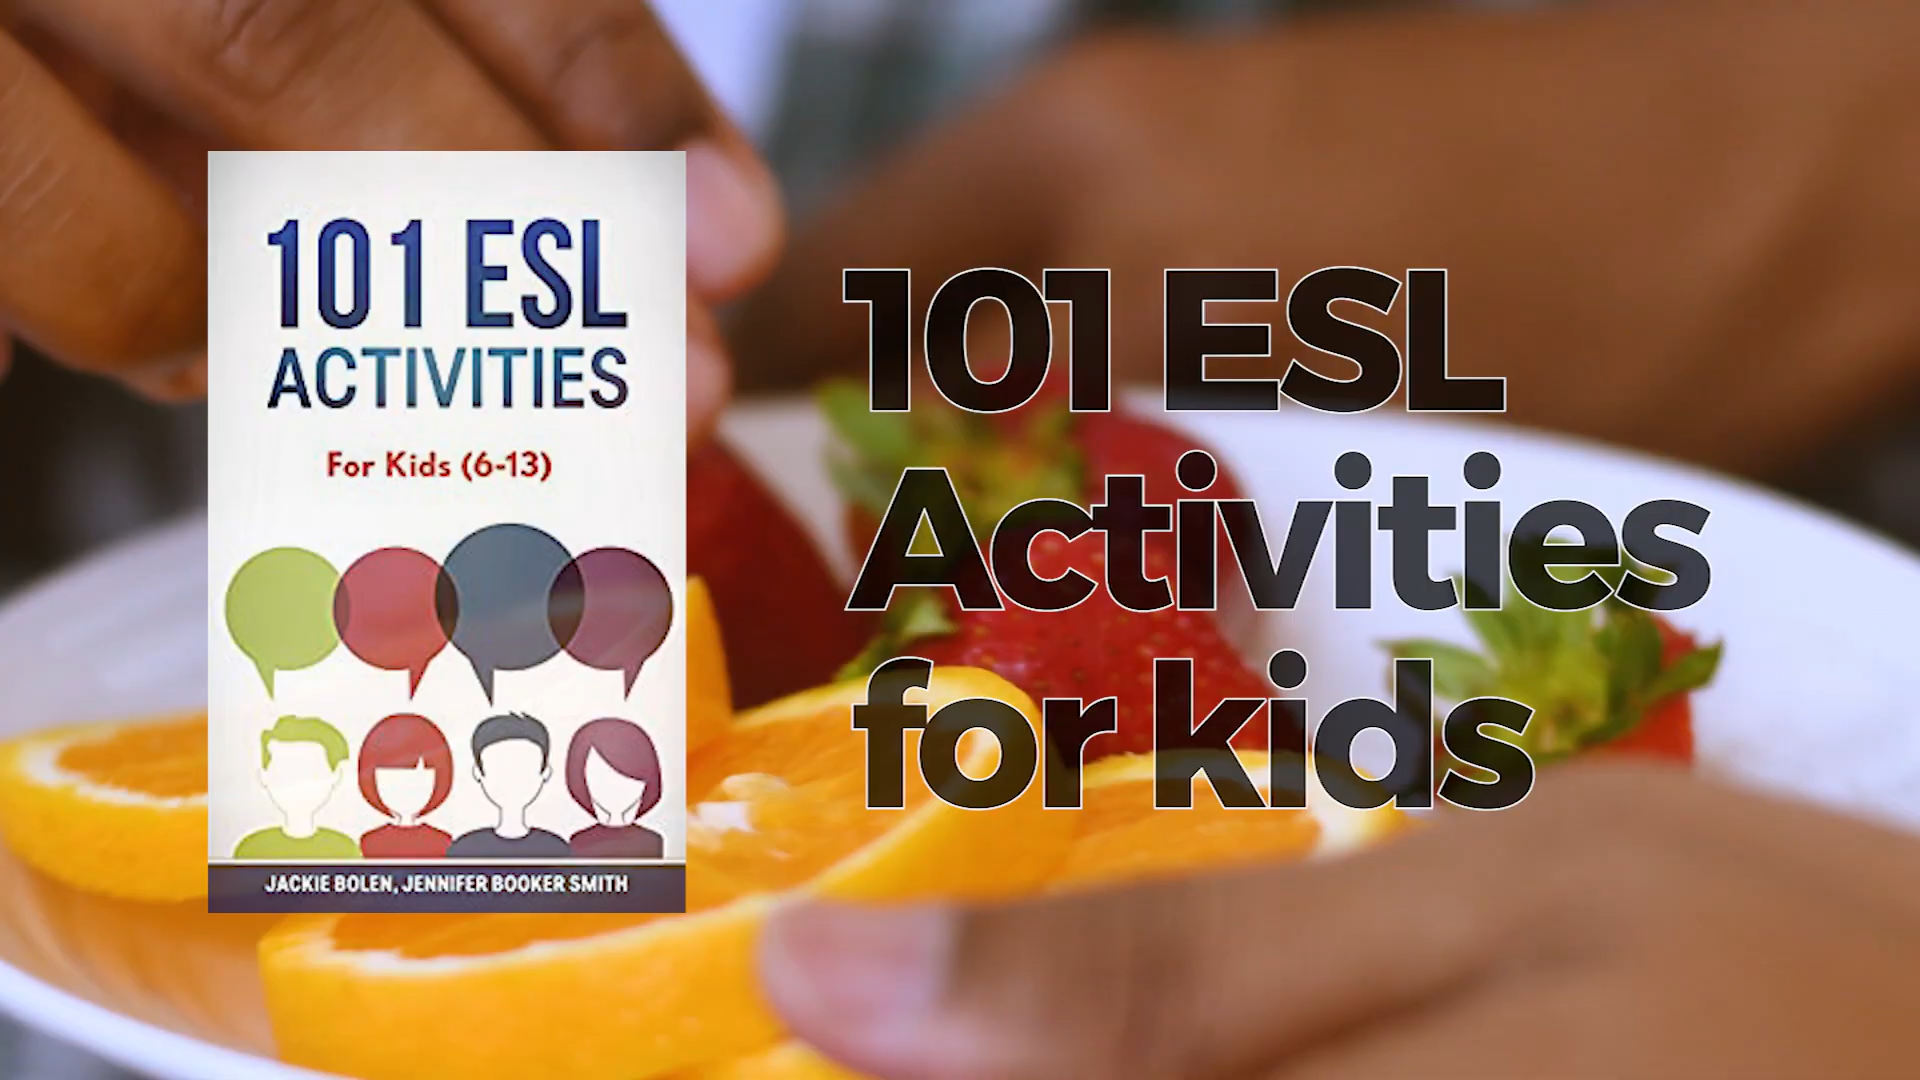 101 ESL
ACTIVITIES
For Kids (6-13)
JACKIE BOLEN, JENNIFER BOOKER SMITH
101 ESL
Activities
for kids